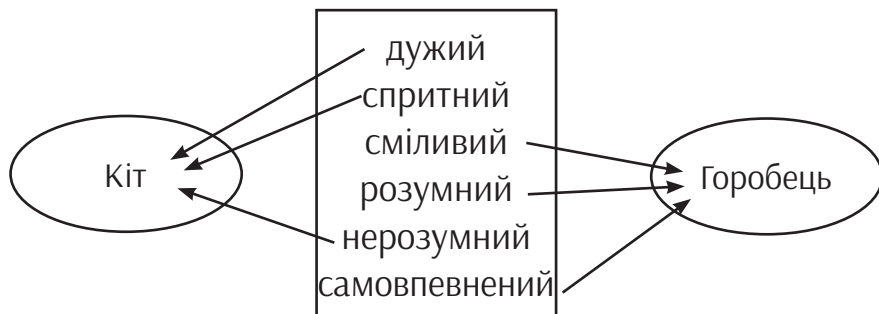 дужий
спритний
сміливий
Кіт
розумний
Горобець
нерозумний
самовпевнений